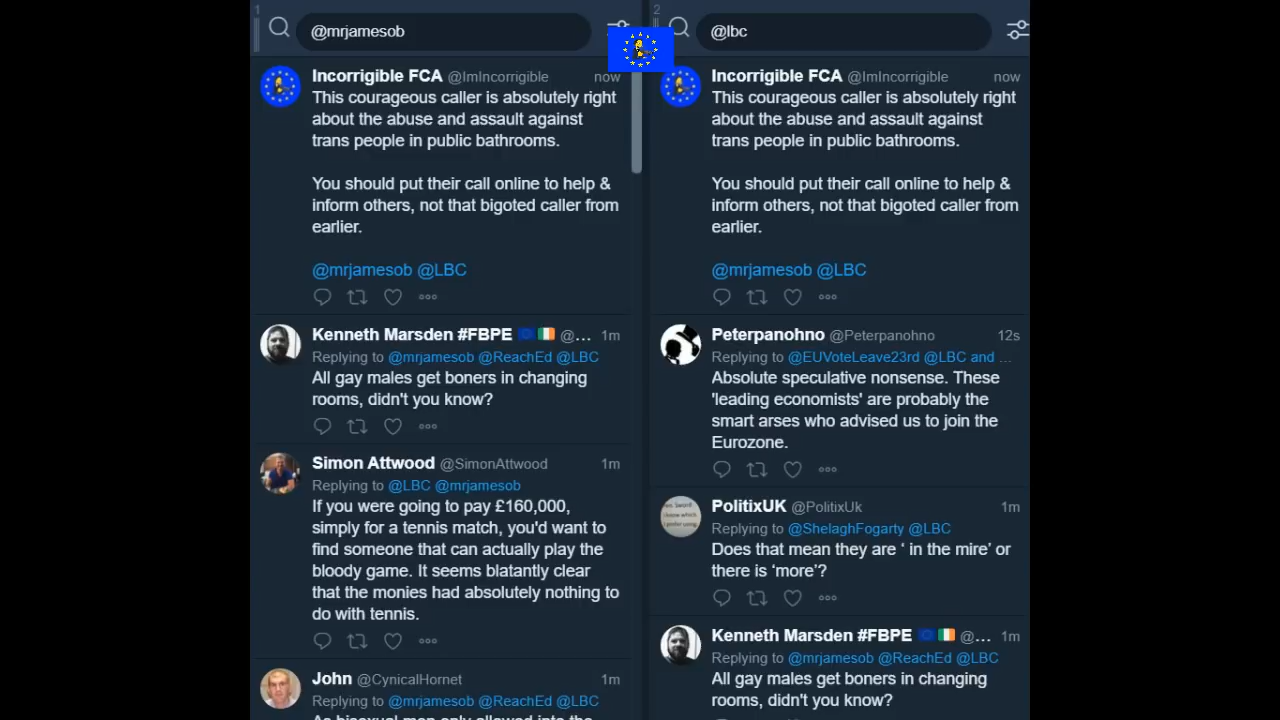 1
@mrjamesob
Incorrigible FCA @ImIncorrigible now
This courageous caller is absolutely right
about the abuse and assault against
trans people in public bathrooms.
You should put their call online to help &
inform others, not that bigoted caller from
earlier.
@mrjamesob @LBC
Kenneth Marsden #FBPE @... 1m
Replying to @mrjamesob @ReachEd @LBC
All gay males get boners in changing
rooms, didn't you know?
Simon Attwood @SimonAttwood 1m
Replying to @LBC @mrjamesob
If you were going to pay £160,000,
simply for a tennis match, you'd want to
find someone that can actually play the
bloody game. It seems blatantly clear
that the monies had absolutely nothing to
do with tennis.
John @CynicalHornet 1m
Replying to @mrjamesob @ReachEd @LBC
As bisexual man only allowed into the
2
@lbc
Incorrigible FCA @ImIncorrigible now
This courageous caller is absolutely right
about the abuse and assault against
trans people in public bathrooms.
You should put their call online to help &
inform others, not that bigoted caller from
earlier.
@mrjamesob @LBC
Peterpanohno @Peterpanohno 12s
Replying to @EUVoteLeave23rd @LBC and ...
Absolute speculative nonsense. These
'leading economists' are probably the
smart arses who advised us to join the
Eurozone.
PolitixUK @PolitixUk 1m
Replying to @ShelaghFogarty @LBC
Does that mean they are ‘ in the mire’ or
there is ‘more’?
Kenneth Marsden #FBPE @... 1m
Replying to @mrjamesob @ReachEd @LBC
All gay males get boners in changing
rooms, didn't you know?